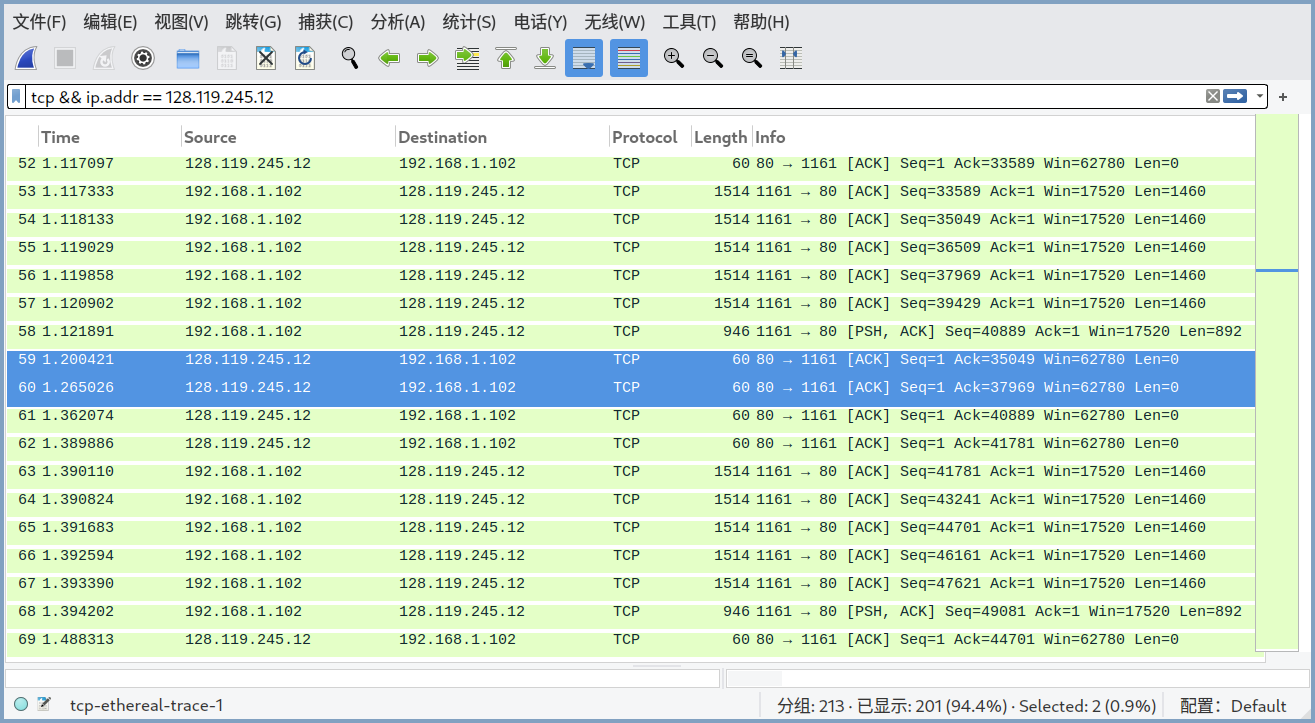 文件(F) 编辑(E) 视图(V) 跳转(G) 捕获(C) 分析(A) 统计(S) 电话(Y) 无线(W) 工具(T) 帮助(H)
tcp && ip.addr == 128.119.245.12
Time Source Destination Protocol Length Info
52 1.117097 128.119.245.12 192.168.1.102 TCP 60 80 → 1161 [ACK] Seq=1 Ack=33589 Win=62780 Len=0
53 1.117333 192.168.1.102 128.119.245.12 TCP 1514 1161 → 80 [ACK] Seq=33589 Ack=1 Win=17520 Len=1460
54 1.118133 192.168.1.102 128.119.245.12 TCP 1514 1161 → 80 [ACK] Seq=35049 Ack=1 Win=17520 Len=1460
55 1.119029 192.168.1.102 128.119.245.12 TCP 1514 1161 → 80 [ACK] Seq=36509 Ack=1 Win=17520 Len=1460
56 1.119858 192.168.1.102 128.119.245.12 TCP 1514 1161 → 80 [ACK] Seq=37969 Ack=1 Win=17520 Len=1460
57 1.120902 192.168.1.102 128.119.245.12 TCP 1514 1161 → 80 [ACK] Seq=39429 Ack=1 Win=17520 Len=1460
58 1.121891 192.168.1.102 128.119.245.12 TCP 946 1161 → 80 [PSH, ACK] Seq=40889 Ack=1 Win=17520 Len=892
59 1.200421 128.119.245.12 192.168.1.102 TCP 60 80 → 1161 [ACK] Seq=1 Ack=35049 Win=62780 Len=0
60 1.265026 128.119.245.12 192.168.1.102 TCP 60 80 → 1161 [ACK] Seq=1 Ack=37969 Win=62780 Len=0
61 1.362074 128.119.245.12 192.168.1.102 TCP 60 80 → 1161 [ACK] Seq=1 Ack=40889 Win=62780 Len=0
62 1.389886 128.119.245.12 192.168.1.102 TCP 60 80 → 1161 [ACK] Seq=1 Ack=41781 Win=62780 Len=0
63 1.390110 192.168.1.102 128.119.245.12 TCP 1514 1161 → 80 [ACK] Seq=41781 Ack=1 Win=17520 Len=1460
64 1.390824 192.168.1.102 128.119.245.12 TCP 1514 1161 → 80 [ACK] Seq=43241 Ack=1 Win=17520 Len=1460
65 1.391683 192.168.1.102 128.119.245.12 TCP 1514 1161 → 80 [ACK] Seq=44701 Ack=1 Win=17520 Len=1460
66 1.392594 192.168.1.102 128.119.245.12 TCP 1514 1161 → 80 [ACK] Seq=46161 Ack=1 Win=17520 Len=1460
67 1.393390 192.168.1.102 128.119.245.12 TCP 1514 1161 → 80 [ACK] Seq=47621 Ack=1 Win=17520 Len=1460
68 1.394202 192.168.1.102 128.119.245.12 TCP 946 1161 → 80 [PSH, ACK] Seq=49081 Ack=1 Win=17520 Len=892
69 1.488313 128.119.245.12 192.168.1.102 TCP 60 80 → 1161 [ACK] Seq=1 Ack=44701 Win=62780 Len=0
tcp-ethereal-trace-1 分组: 213 · 已显示: 201 (94.4%) · Selected: 2 (0.9%) 配置: Default